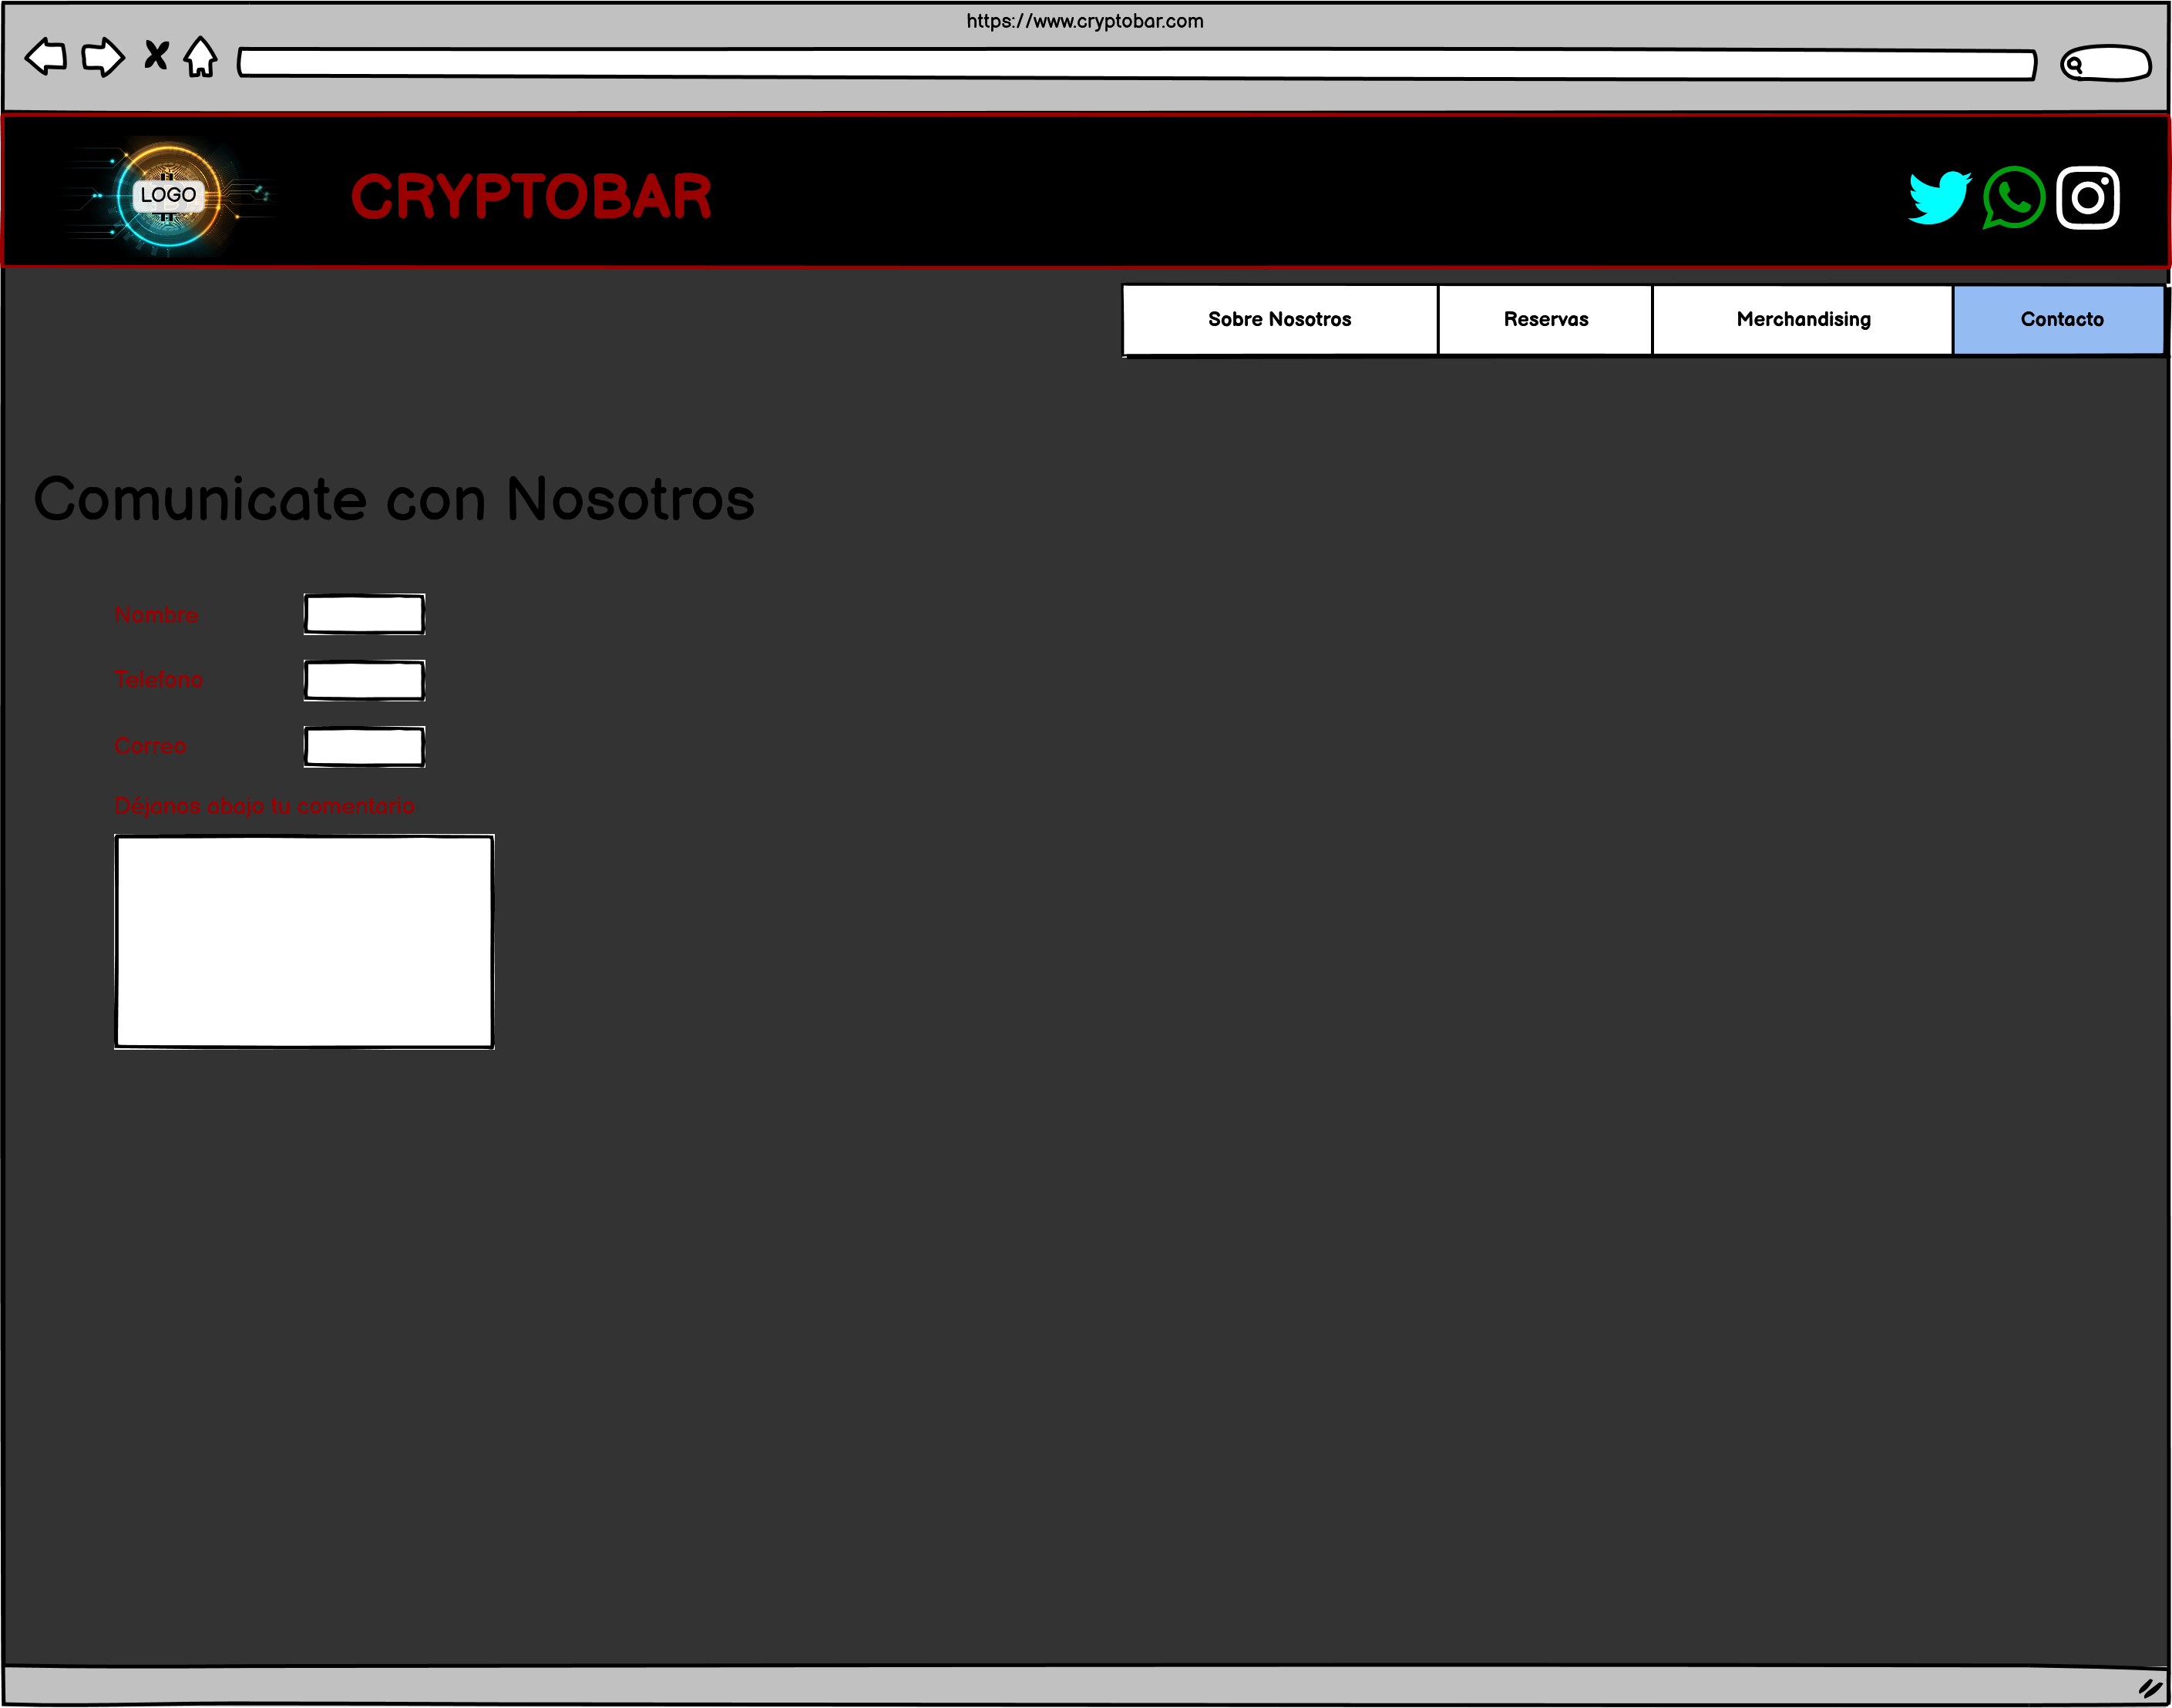 https://www.cryptobar.com
LOGO
CRYPTOBAR
Sobre Nosotros
Reservas
Merchandising
Contacto
Comunicate con Nosotros
Nombre
Telefono
Correo
Déjanos abajo tu comentario